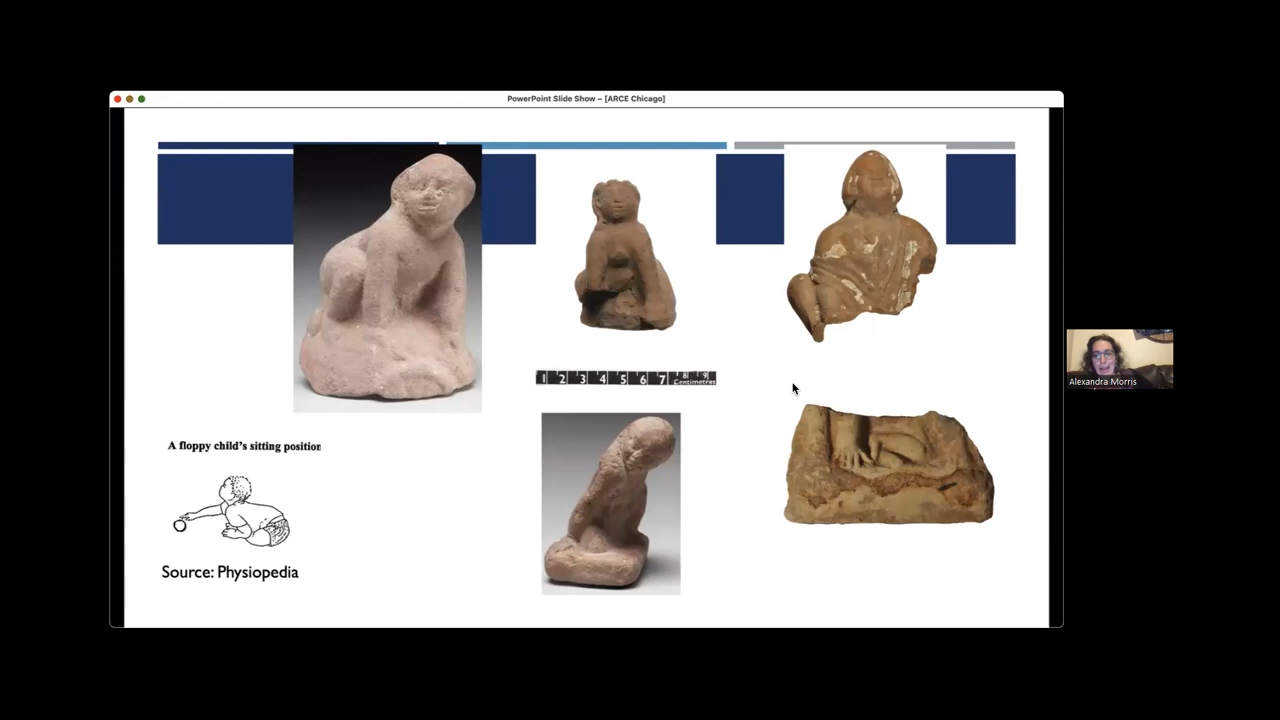 PowerPoint Slide Show – [ARCE Chicago]
1 2 3 4 5 6 7 8 9
Centimetres
A floppy child's sitting position
Source: Physiopedia
Alexandra Morris